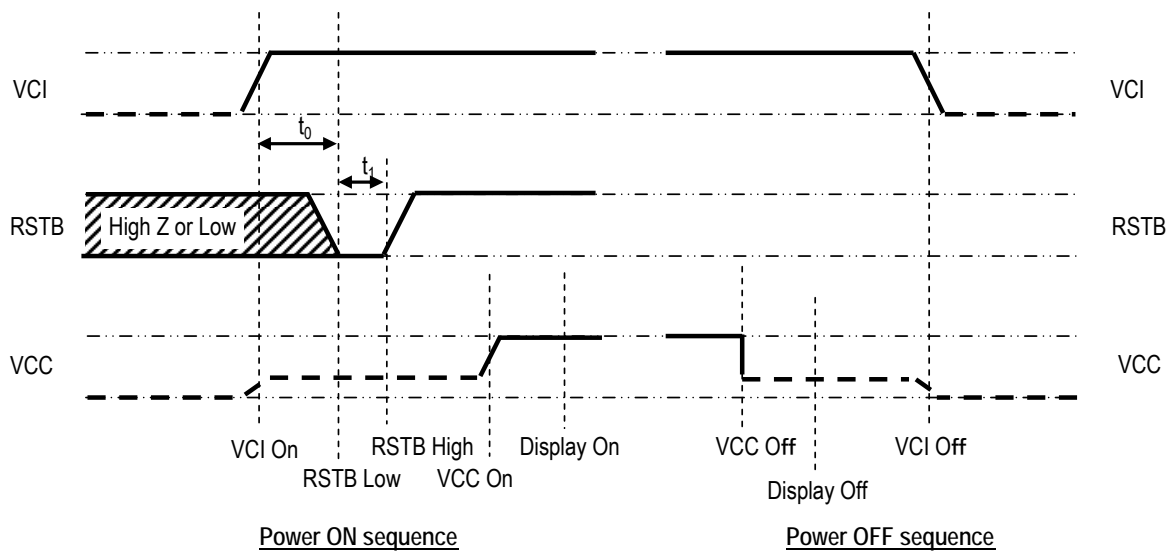 VCI
VCI
t₀
t₁
RSTB
High Z or Low
RSTB
VCC
VCC
VCI On
RSTB High
Display On
VCC Off
VCI Off
RSTB Low
VCC On
Display Off
Power ON sequence
Power OFF sequence